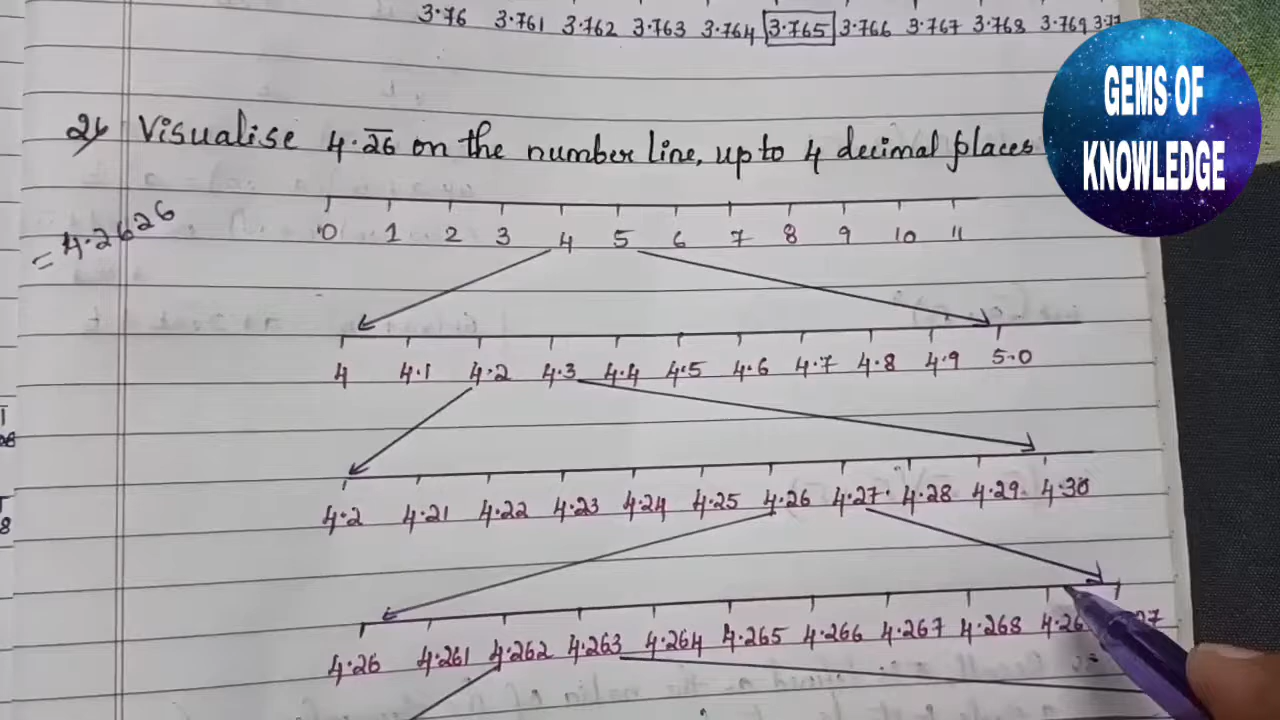 3.76 3.761 3.762 3.763 3.764 3.765 3.766 3.767 3.768 3.769
GEMS OF
KNOWLEDGE
2) Visualise 4.2̅6̅ on the number line, up to 4 decimal places
= 4.2626
0 1 2 3 4 5 6 7 8 9 10 11
4 4.1 4.2 4.3 4.4 4.5 4.6 4.7 4.8 4.9 5.0
4.2 4.21 4.22 4.23 4.24 4.25 4.26 4.27 4.28 4.29 4.30
4.26 4.261 4.262 4.263 4.264 4.265 4.266 4.267 4.268